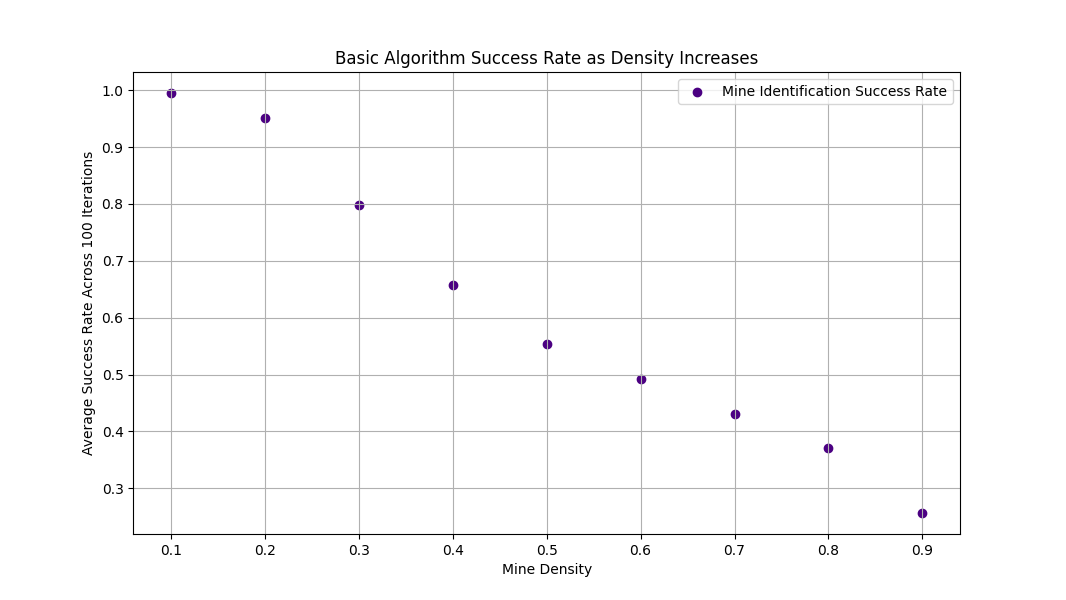 Basic Algorithm Success Rate as Density Increases
Mine Identification Success Rate
Average Success Rate Across 100 Iterations
1.0
0.9
0.8
0.7
0.6
0.5
0.4
0.3
0.1 0.2 0.3 0.4 0.5 0.6 0.7 0.8 0.9
Mine Density